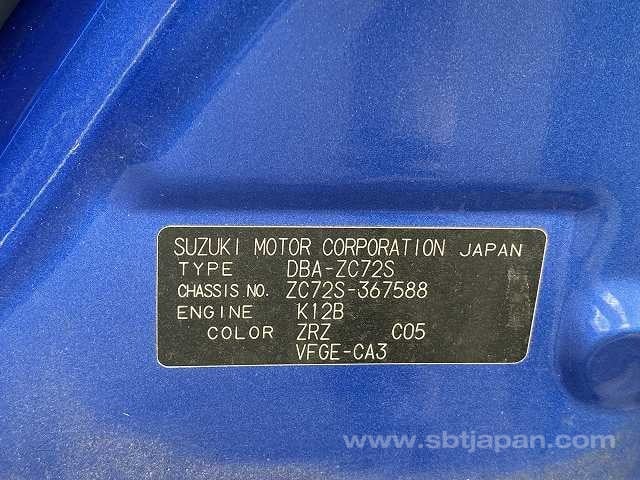 SUZUKI MOTOR CORPORATION JAPAN
TYPE DBA-ZC72S
CHASSIS NO. ZC72S-367588
ENGINE K12B
COLOR ZRZ C05
VFGE-CA3
www.sbtjapan.com